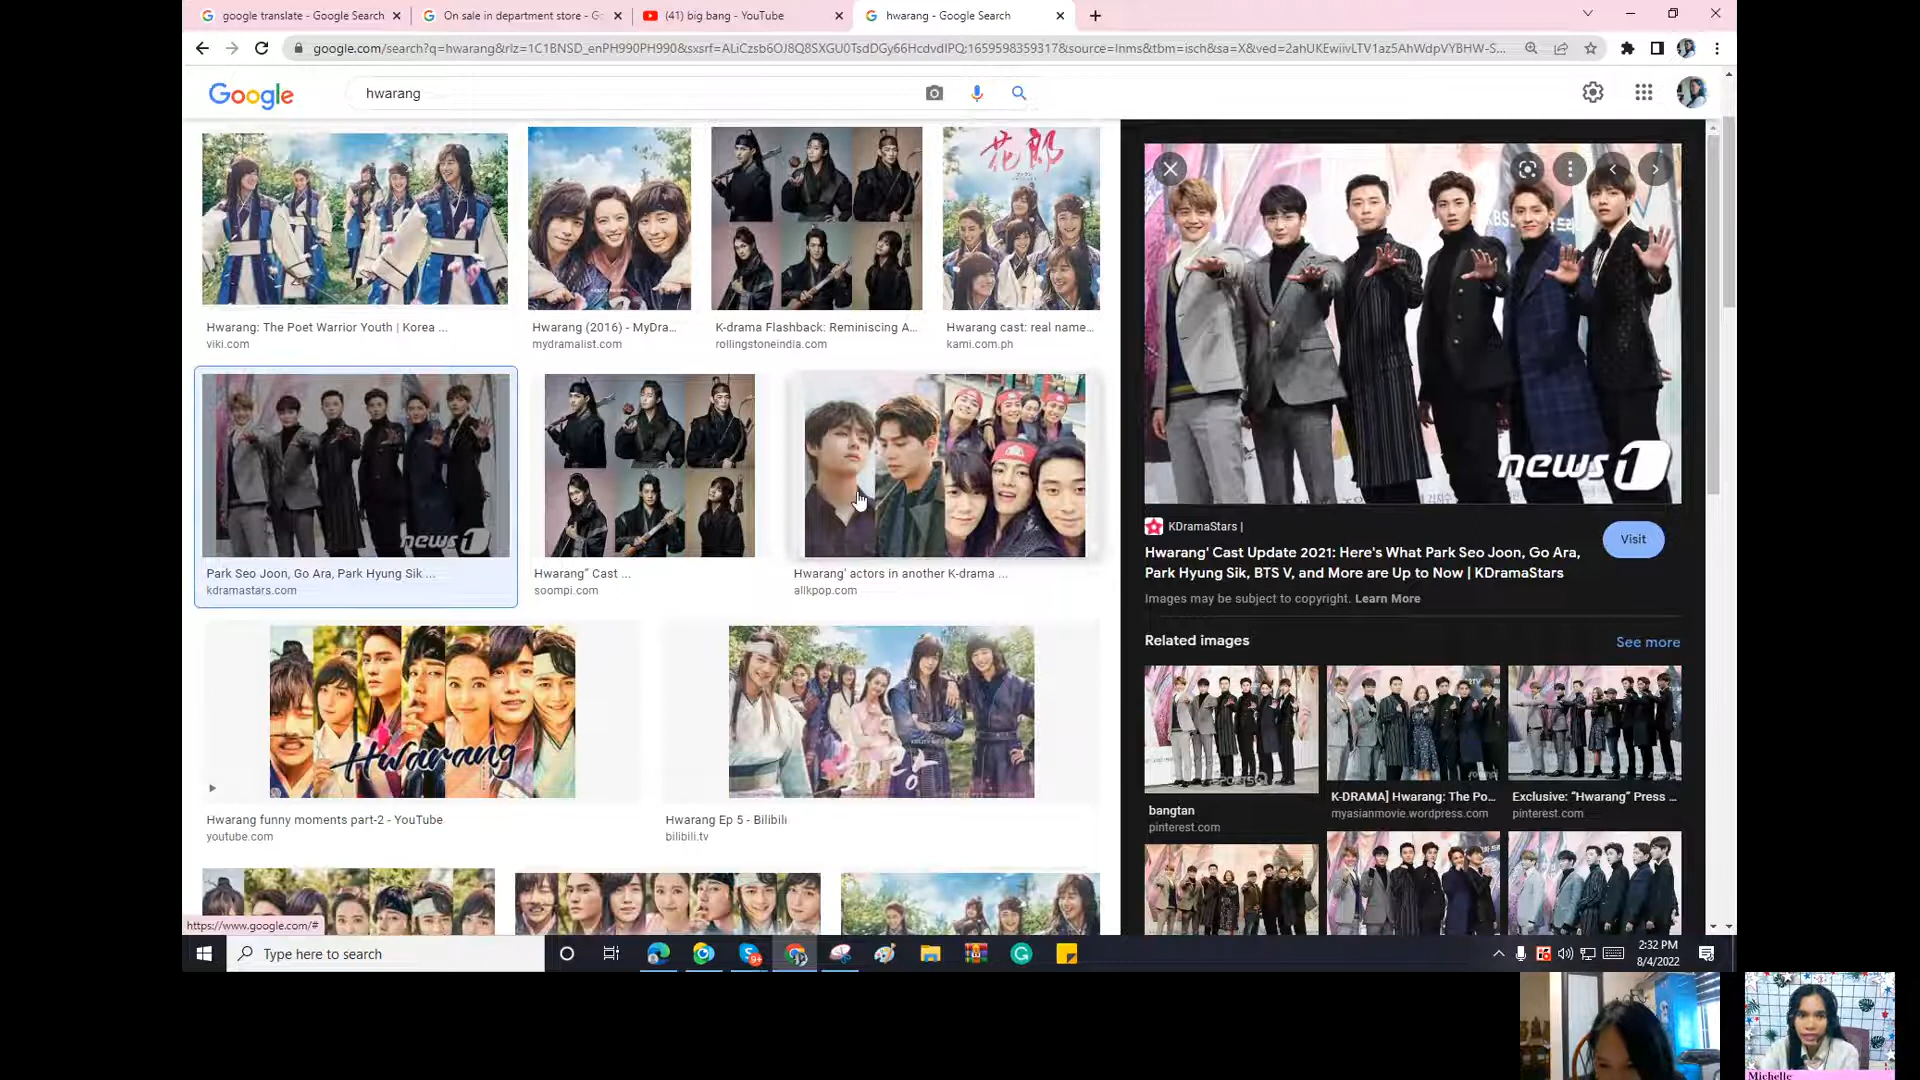 google translate - Google Search
On sale in department store - Go
(41) big bang - YouTube
hwarang - Google Search
google.com/search?q=hwarang&rlz=1C1BNSD_enPH990PH990&sxsrf=ALiCzsb6OJ8Q8SXGU0TsdDGy66HcdvdIPQ:1659598359317&source=lnms&tbm=isch&sa=X&ved=2ahUKEwiivLTV1az5AhWdpVYBHW-S...
Google
hwarang
花郎
Hwarang: The Poet Warrior Youth | Korea ...
viki.com
Hwarang (2016) - MyDra...
mydramalist.com
K-drama Flashback: Reminiscing A...
rollingstoneindia.com
Hwarang cast: real name...
kami.com.ph
news1
Park Seo Joon, Go Ara, Park Hyung Sik ...
kdramastars.com
Hwarang" Cast ...
soompi.com
Hwarang' actors in another K-drama ...
allkpop.com
Hwarang
Hwarang funny moments part-2 - YouTube
youtube.com
화랑
Hwarang Ep 5 - Bilibili
bilibili.tv
https://www.google.com/#
news1
KDramaStars |
Hwarang' Cast Update 2021: Here's What Park Seo Joon, Go Ara,
Park Hyung Sik, BTS V, and More are Up to Now | KDramaStars
Visit
Images may be subject to copyright. Learn More
Related images
See more
bangtan
pinterest.com
K-DRAMA] Hwarang: The Po...
myasianmovie.wordpress.com
Exclusive: "Hwarang" Press ...
pinterest.com
Type here to search
2:32 PM
8/4/2022
Michelle